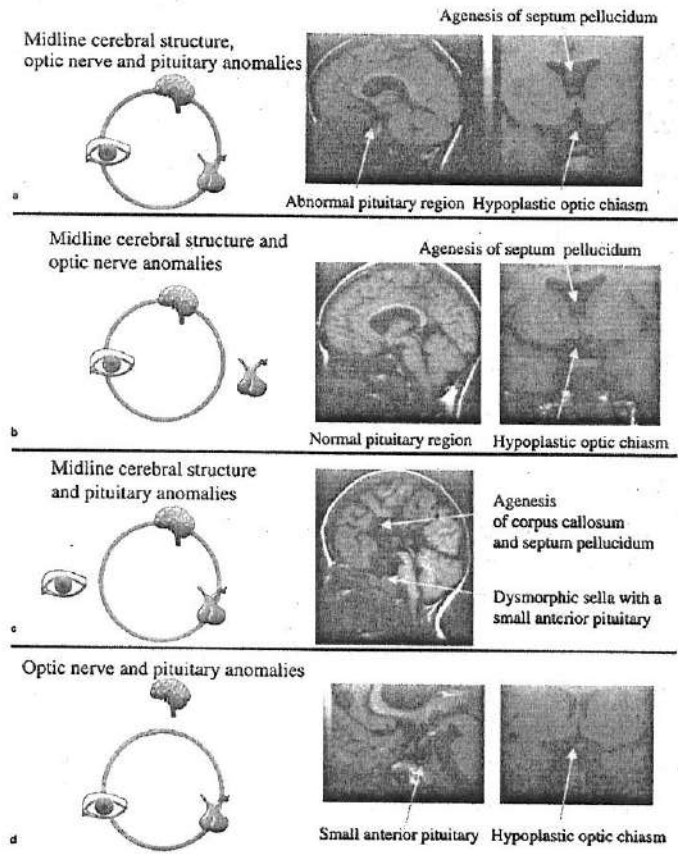 Agenesis of septum pellucidum
Midline cerebral structure,
optic nerve and pituitary anomalies
a
Abnormal pituitary region
Hypoplastic optic chiasm
Midline cerebral structure and
optic nerve anomalies
Agenesis of septum pellucidum
b
Normal pituitary region
Hypoplastic optic chiasm
Midline cerebral structure
and pituitary anomalies
Agenesis
of corpus callosum
and septum pellucidum
Dysmorphic sella with a
small anterior pituitary
c
Optic nerve and pituitary anomalies
d
Small anterior pituitary
Hypoplastic optic chiasm